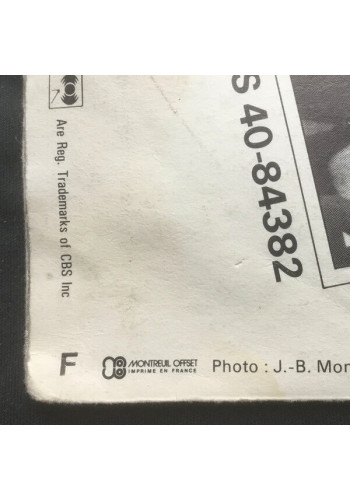 Are Reg. Trademarks of CBS Inc
S 40-84382
F
MONTREUIL OFFSET
IMPRIME EN FRANCE
Photo : J.-B. Mon